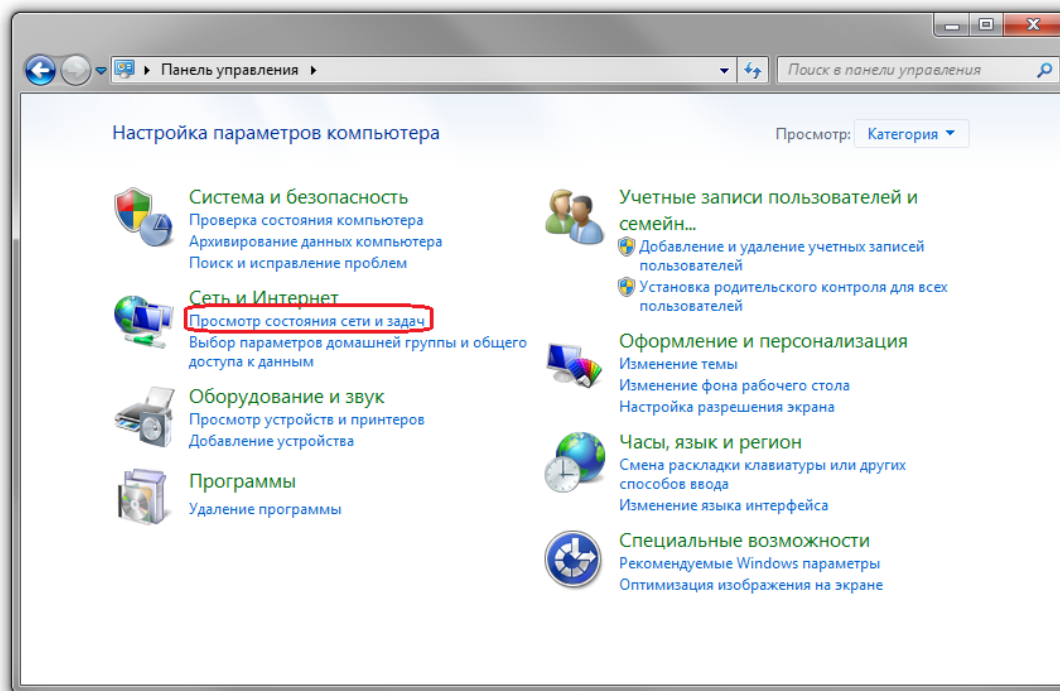 Панель управления
Поиск в панели управления
Настройка параметров компьютера
Просмотр: Категория
Система и безопасность
Проверка состояния компьютера
Архивирование данных компьютера
Поиск и исправление проблем
Сеть и Интернет
Просмотр состояния сети и задач
Выбор параметров домашней группы и общего
доступа к данным
Оборудование и звук
Просмотр устройств и принтеров
Добавление устройства
Программы
Удаление программы
Учетные записи пользователей и
семейн...
Добавление и удаление учетных записей
пользователей
Установка родительского контроля для всех
пользователей
Оформление и персонализация
Изменение темы
Изменение фона рабочего стола
Настройка разрешения экрана
Часы, язык и регион
Смена раскладки клавиатуры или других
способов ввода
Изменение языка интерфейса
Специальные возможности
Рекомендуемые Windows параметры
Оптимизация изображения на экране